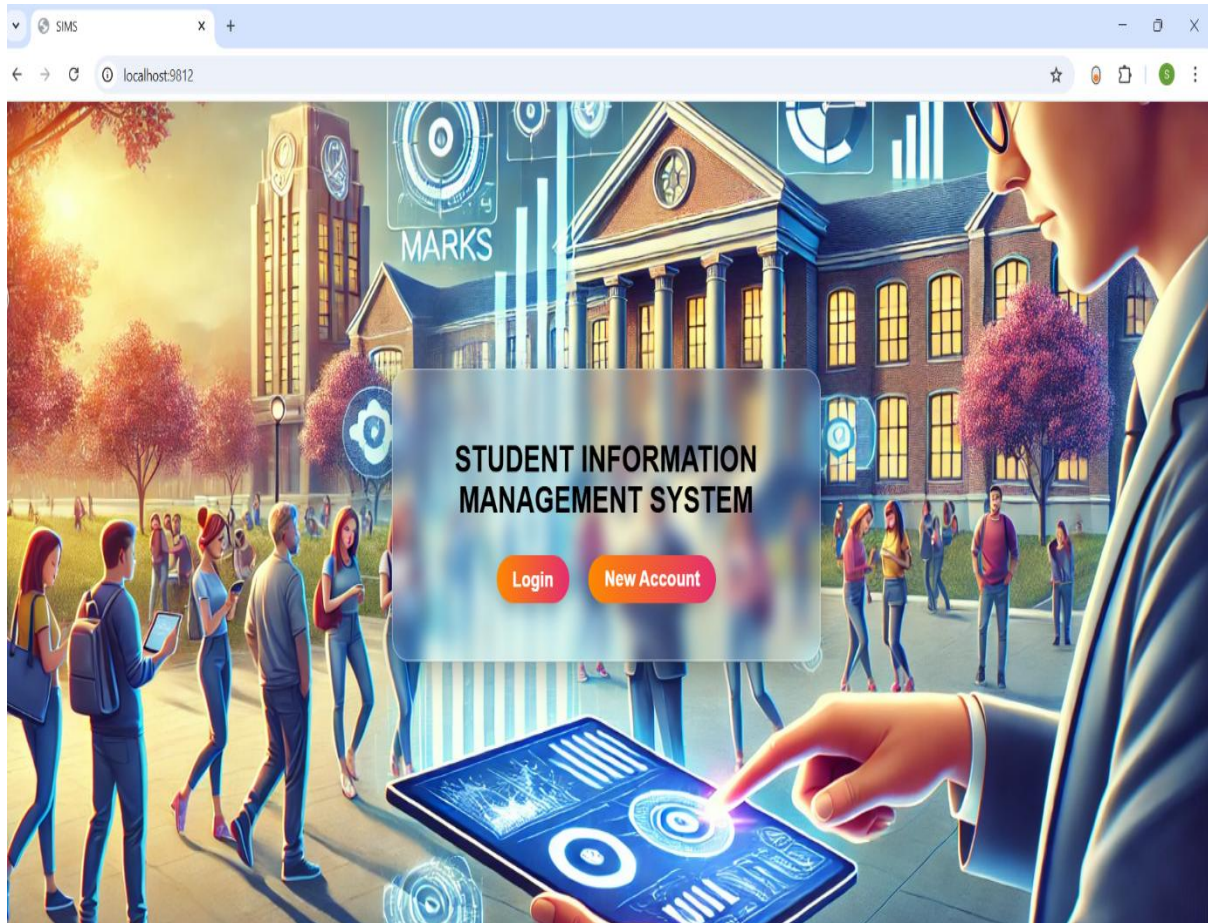 SIMS
localhost:9812
S
MARKS
STUDENT INFORMATION
MANAGEMENT SYSTEM
Login
New Account